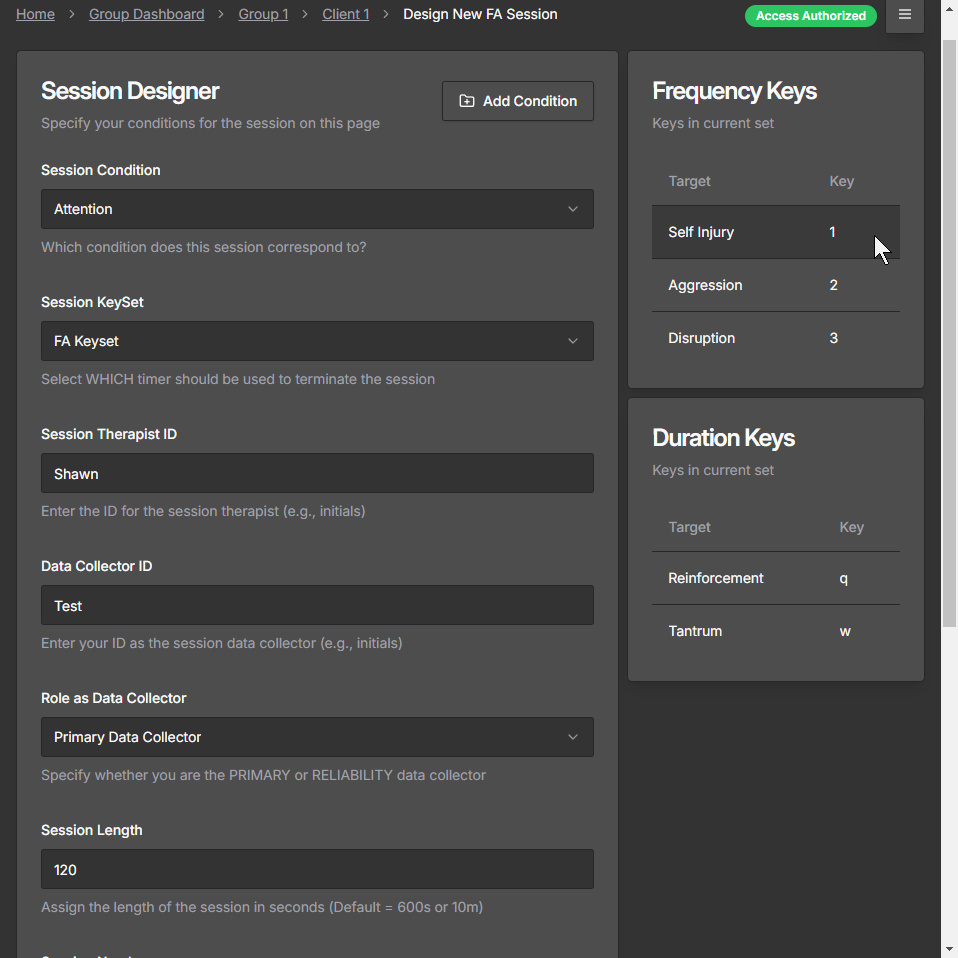 Home > Group Dashboard > Group 1 > Client 1 > Design New FA Session
Access Authorized
Session Designer
Add Condition
Specify your conditions for the session on this page
Session Condition
Attention
Which condition does this session correspond to?
Session KeySet
FA Keyset
Select WHICH timer should be used to terminate the session
Session Therapist ID
Shawn
Enter the ID for the session therapist (e.g., initials)
Data Collector ID
Test
Enter your ID as the session data collector (e.g., initials)
Role as Data Collector
Primary Data Collector
Specify whether you are the PRIMARY or RELIABILITY data collector
Session Length
120
Assign the length of the session in seconds (Default = 600s or 10m)
Frequency Keys
Keys in current set
Target Key
Self Injury 1
Aggression 2
Disruption 3
Duration Keys
Keys in current set
Target Key
Reinforcement q
Tantrum w